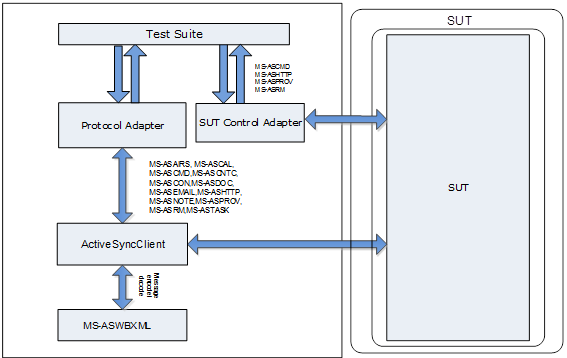 SUT
Test Suite
MS-ASCMD
MS-ASHTTP
MS-ASPROV
MS-ASRM
Protocol Adapter
SUT Control Adapter
MS-ASAIRS, MS-ASCAL,
MS-ASCMD,MS-ASCNTC,
MS-ASCON,MS-ASDOC,
MS-ASEMAIL,MS-ASHTTP,
MS-ASNOTE,MS-ASPROV,
MS-ASRM,MS-ASTASK
SUT
ActiveSyncClient
Message
encode/
decode
MS-ASWBXML